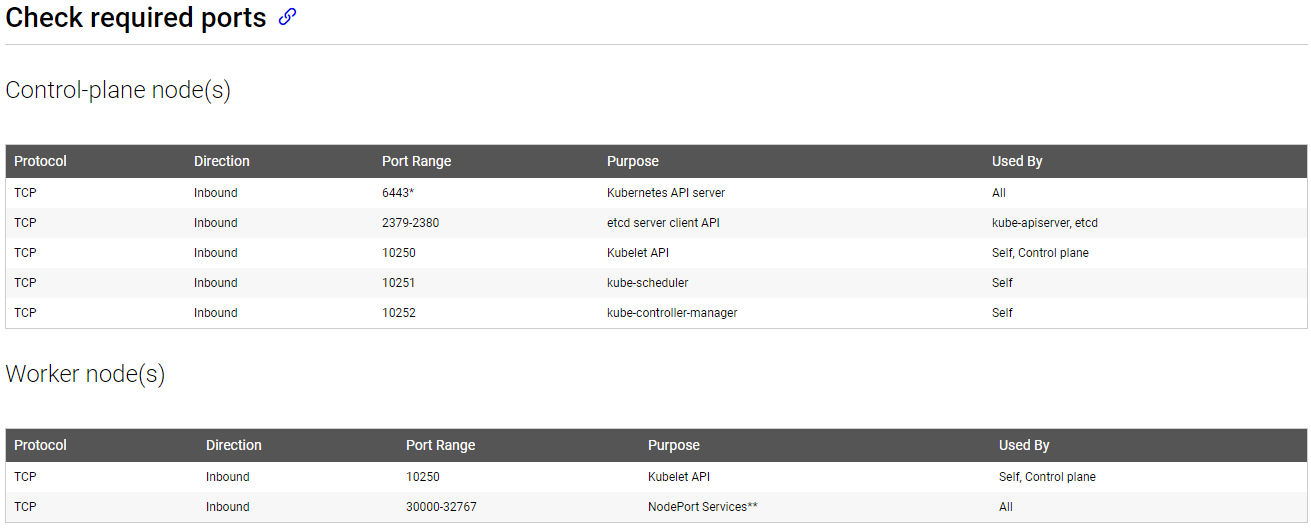 Check required ports
Control-plane node(s)
Protocol Direction Port Range Purpose Used By
TCP Inbound 6443* Kubernetes API server All
TCP Inbound 2379-2380 etcd server client API kube-apiserver, etcd
TCP Inbound 10250 Kubelet API Self, Control plane
TCP Inbound 10251 kube-scheduler Self
TCP Inbound 10252 kube-controller-manager Self
Worker node(s)
Protocol Direction Port Range Purpose Used By
TCP Inbound 10250 Kubelet API Self, Control plane
TCP Inbound 30000-32767 NodePort Services** All